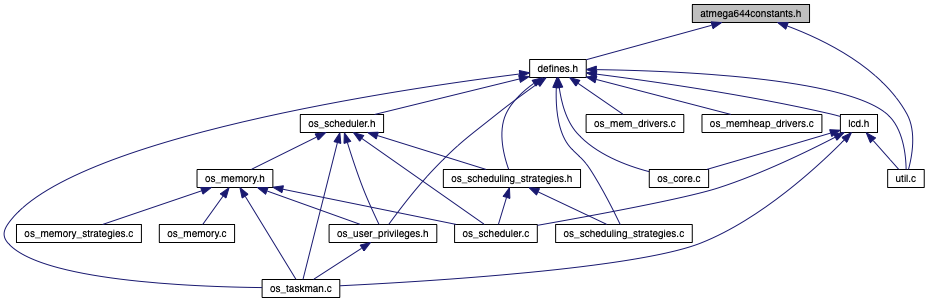 atmega644constants.h
defines.h
os_scheduler.h
os_mem_drivers.c
os_memheap_drivers.c
lcd.h
os_memory.h
os_scheduling_strategies.h
os_core.c
util.c
os_memory_strategies.c
os_memory.c
os_user_privileges.h
os_scheduler.c
os_scheduling_strategies.c
os_taskman.c